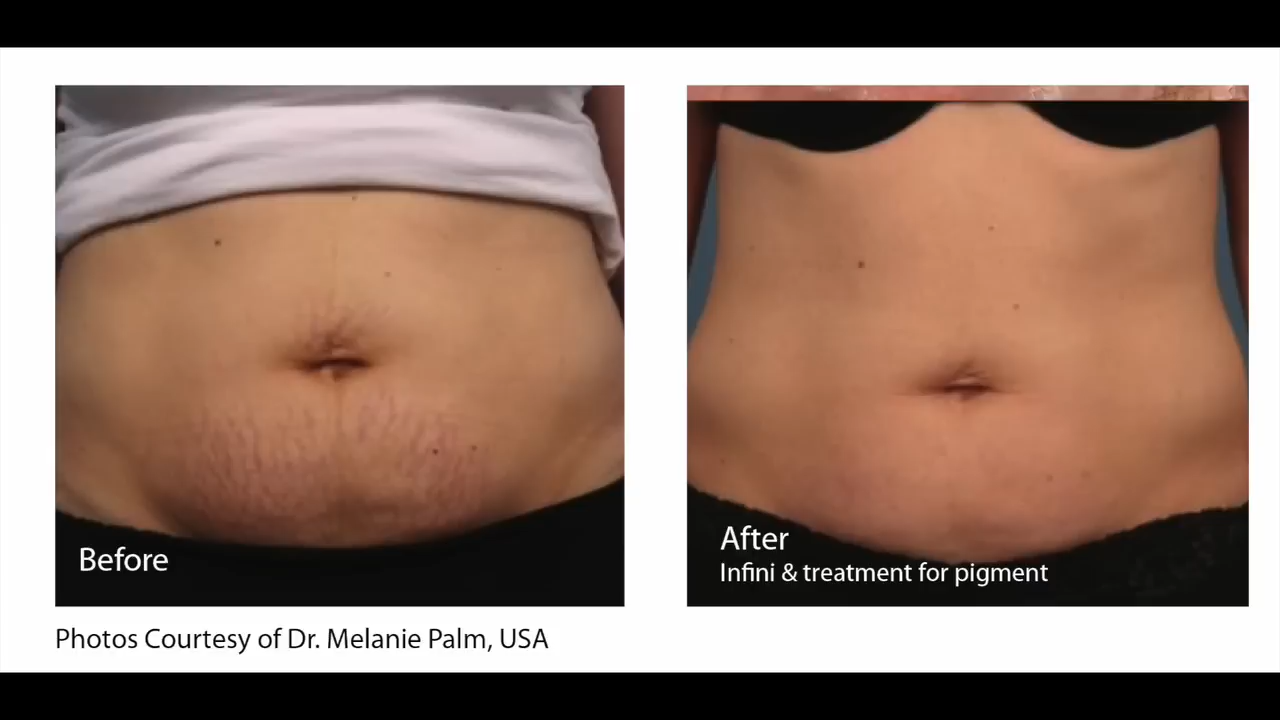 Before
After
Infini & treatment for pigment
Photos Courtesy of Dr. Melanie Palm, USA